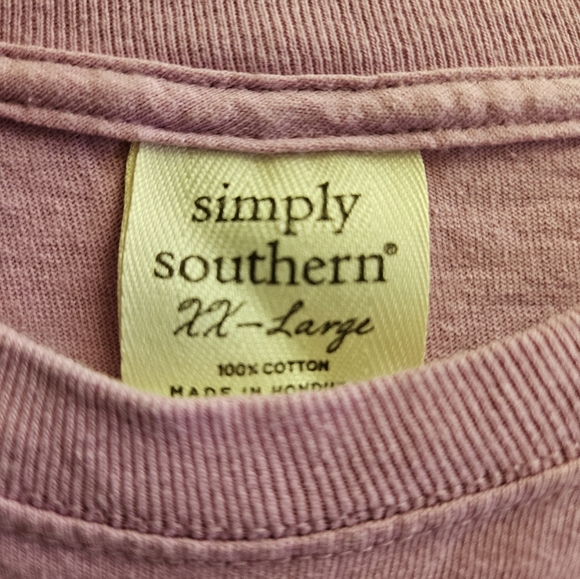 simply
southern®
XX-Large
100% COTTON
MADE IN